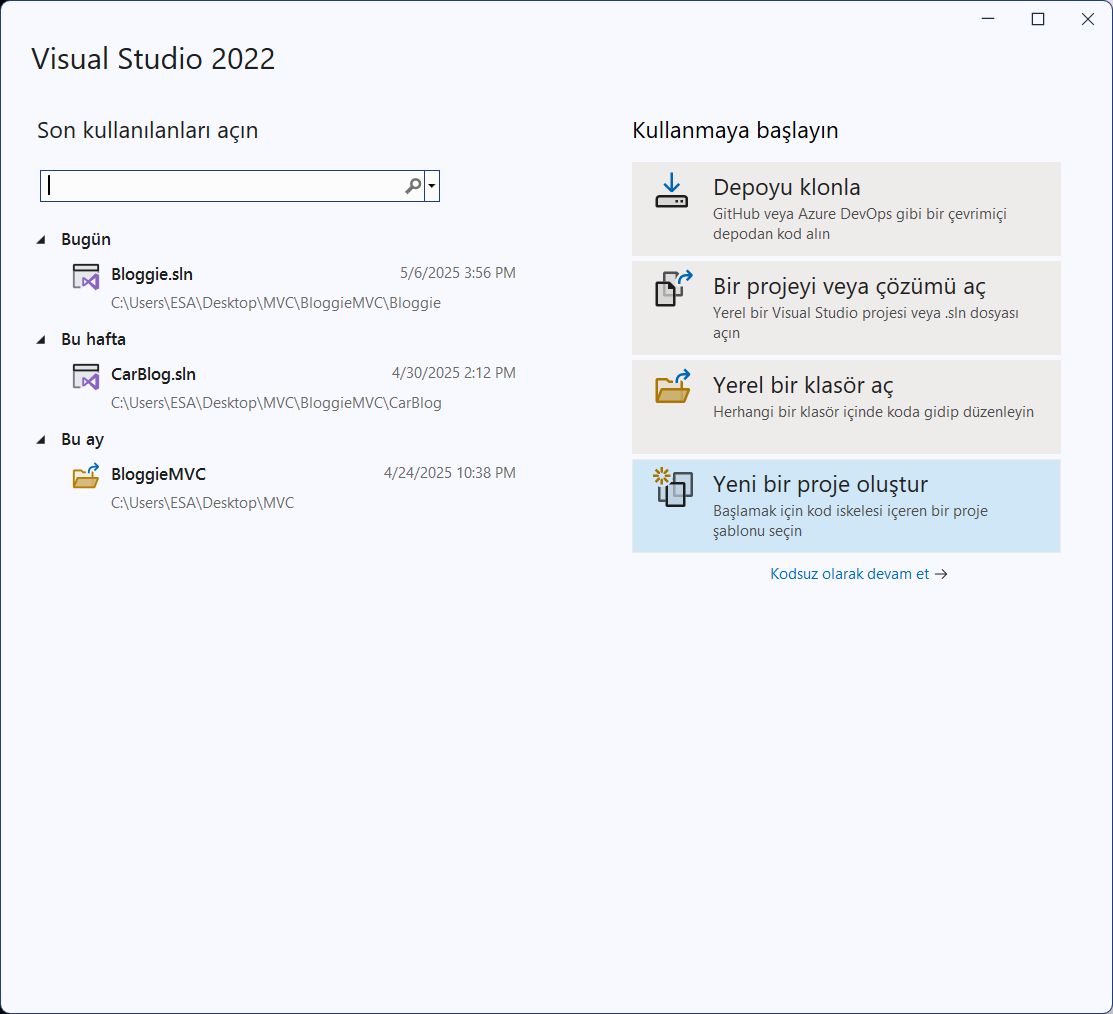 Visual Studio 2022
Son kullanılanları açın
Bugün
Bloggie.sln 5/6/2025 3:56 PM
C:\Users\ESA\Desktop\MVC\BloggieMVC\Bloggie
Bu hafta
CarBlog.sln 4/30/2025 2:12 PM
C:\Users\ESA\Desktop\MVC\BloggieMVC\CarBlog
Bu ay
BloggieMVC 4/24/2025 10:38 PM
C:\Users\ESA\Desktop\MVC
Kullanmaya başlayın
Depoyu klonla
GitHub veya Azure DevOps gibi bir çevrimiçi
depodan kod alın
Bir projeyi veya çözümü aç
Yerel bir Visual Studio projesi veya .sln dosyası
açın
Yerel bir klasör aç
Herhangi bir klasör içinde koda gidip düzenleyin
Yeni bir proje oluştur
Başlamak için kod iskelesi içeren bir proje
şablonu seçin
Kodsuz olarak devam et →